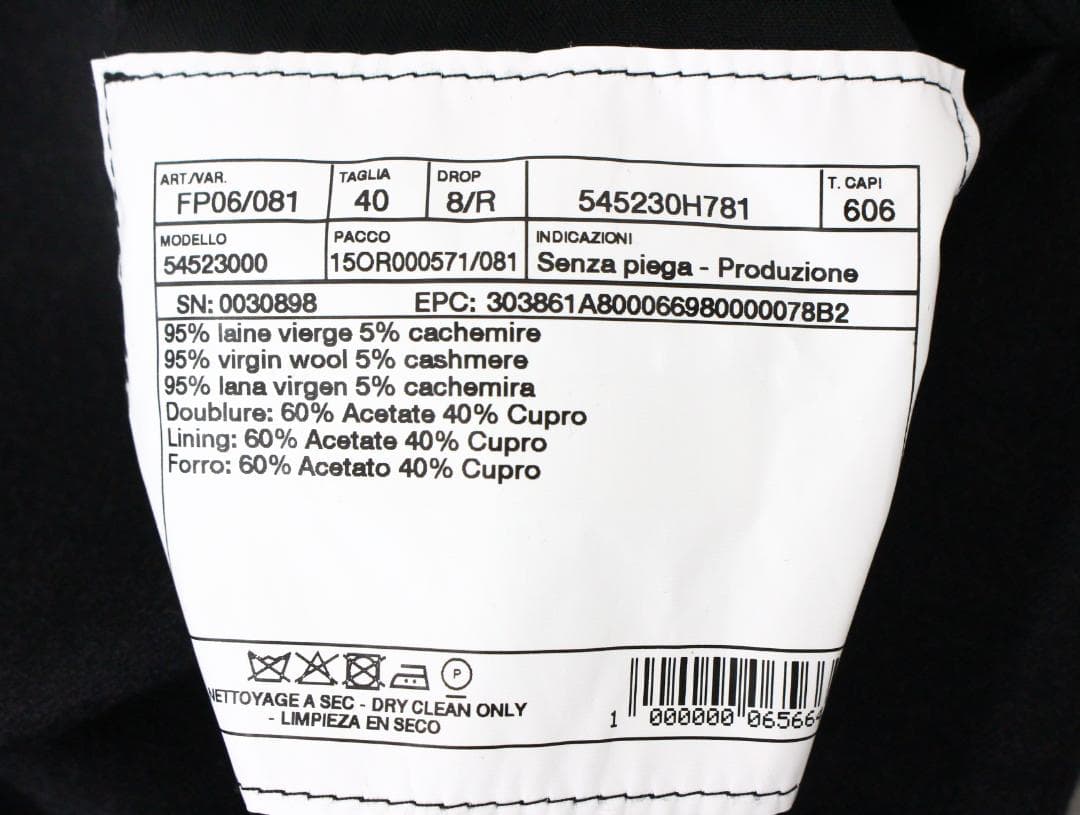 ART/VAR. TAGLIA DROP T. CAPI
FP06/081 40 8/R 545230H781 606
MODELLO PACCO INDICAZIONI
54523000 15OR000571/081 Senza piega - Produzione
SN: 0030898 EPC: 303861A800066980000078B2
95% laine vierge 5% cachemire
95% virgin wool 5% cashmere
95% lana virgen 5% cachemira
Doublure: 60% Acetate 40% Cupro
Lining: 60% Acetate 40% Cupro
Forro: 60% Acetato 40% Cupro
P
NETTOYAGE A SEC - DRY CLEAN ONLY
- LIMPIEZA EN SECO
1 000000 065664